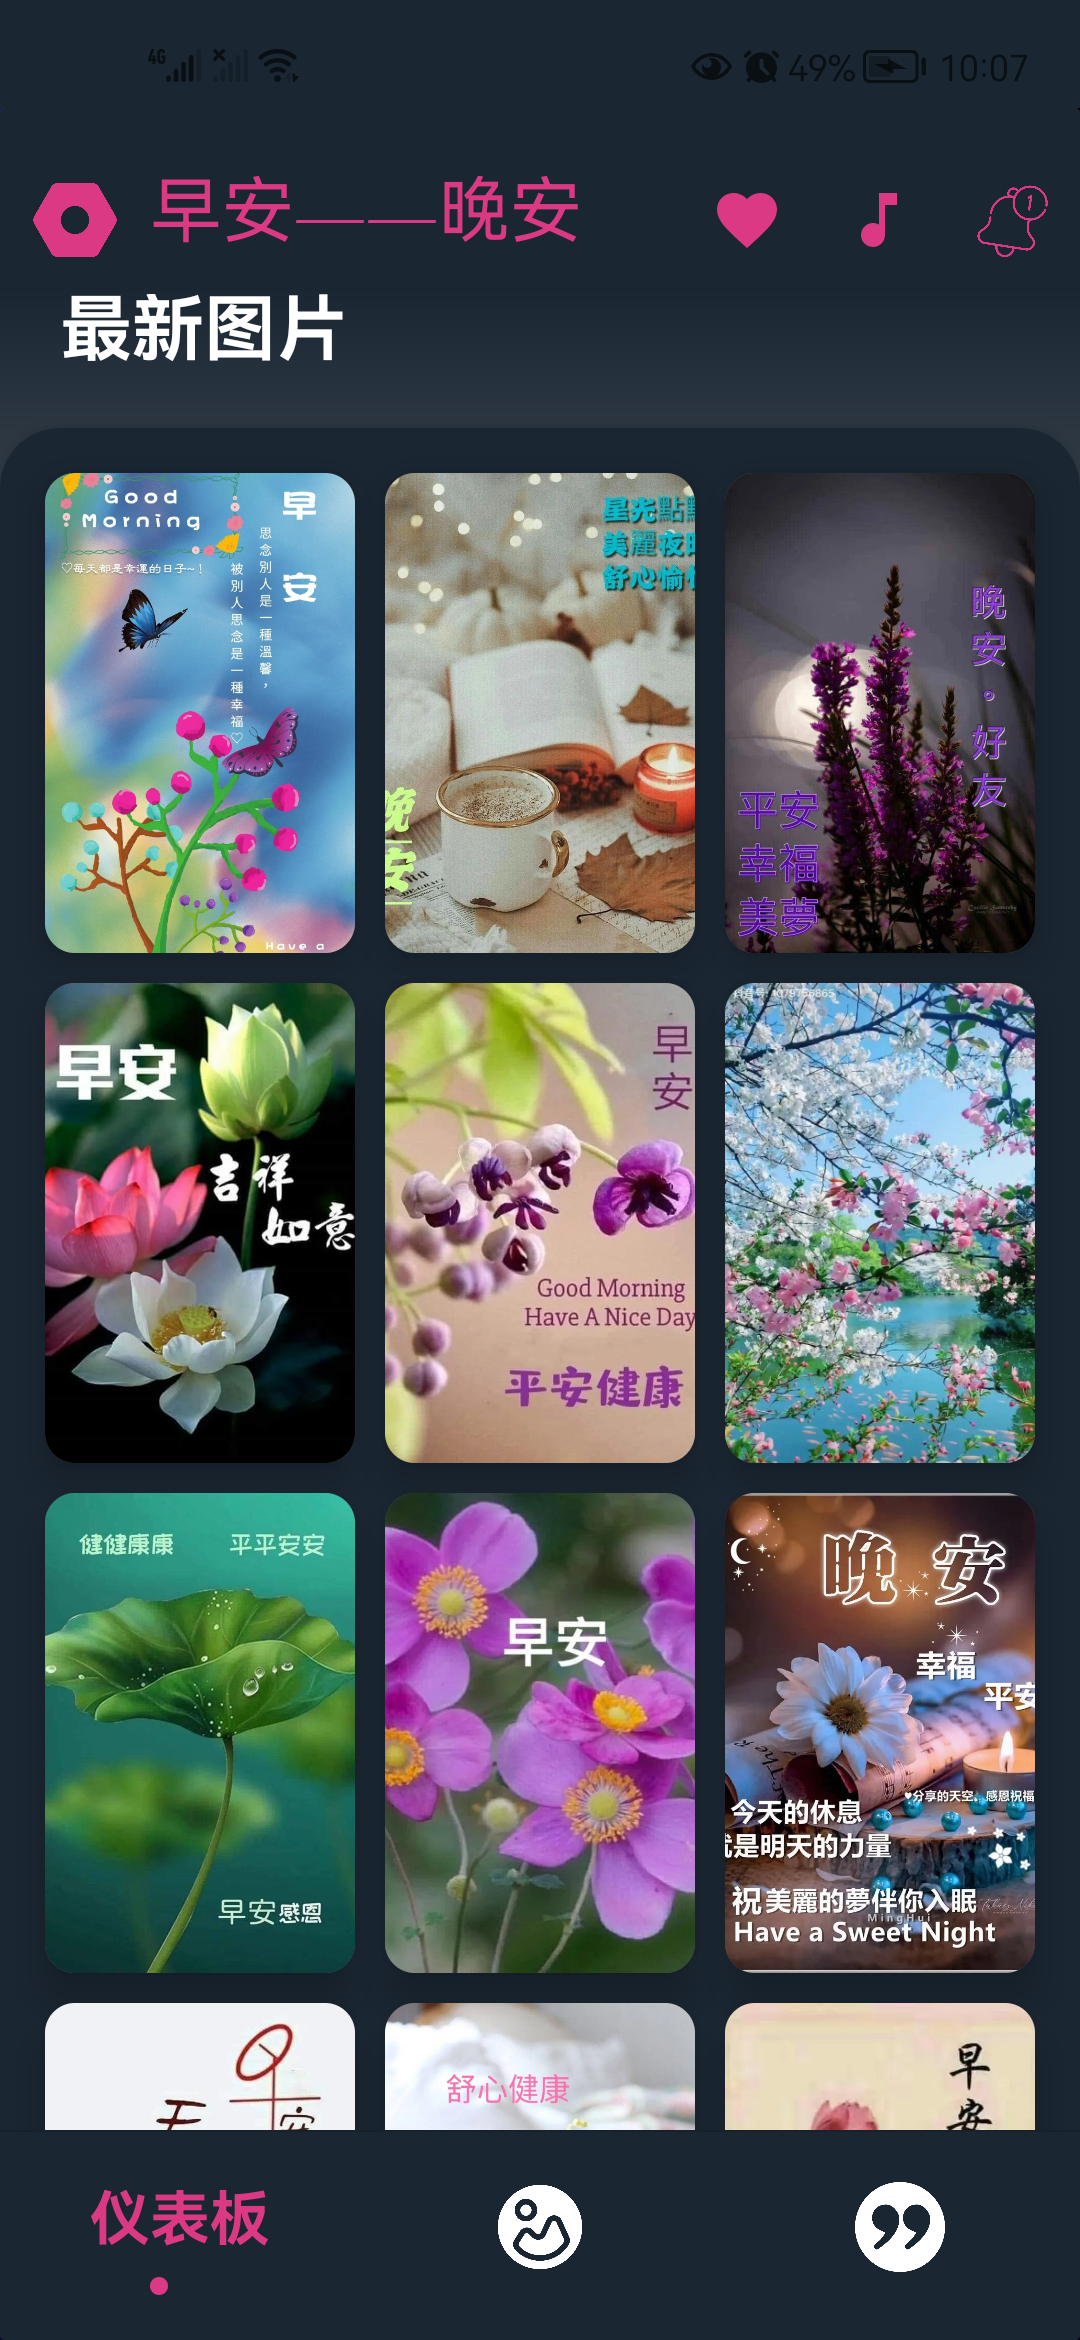 4G
49%
10:07
早安——晚安
1
最新图片
Good
Morning
♡每天都是幸運的日子~!
早安
思念別人是一種溫馨，
被別人思念是一種幸福♡
Have a
星光點
美麗夜
舒心愉
晚安
晚安。好友
平安
幸福
美夢
早安
吉祥
如意
早安
Good Morning
Have A Nice Day
平安健康
健健康康
平平安安
早安感恩
早安
晚安
幸福
平安
♥分享的天空。感恩祝福
今天的休息
是明天的力量
祝美麗的夢伴你入眠
MingHui
Have a Sweet Night
早安
舒心健康
早安
仪表板